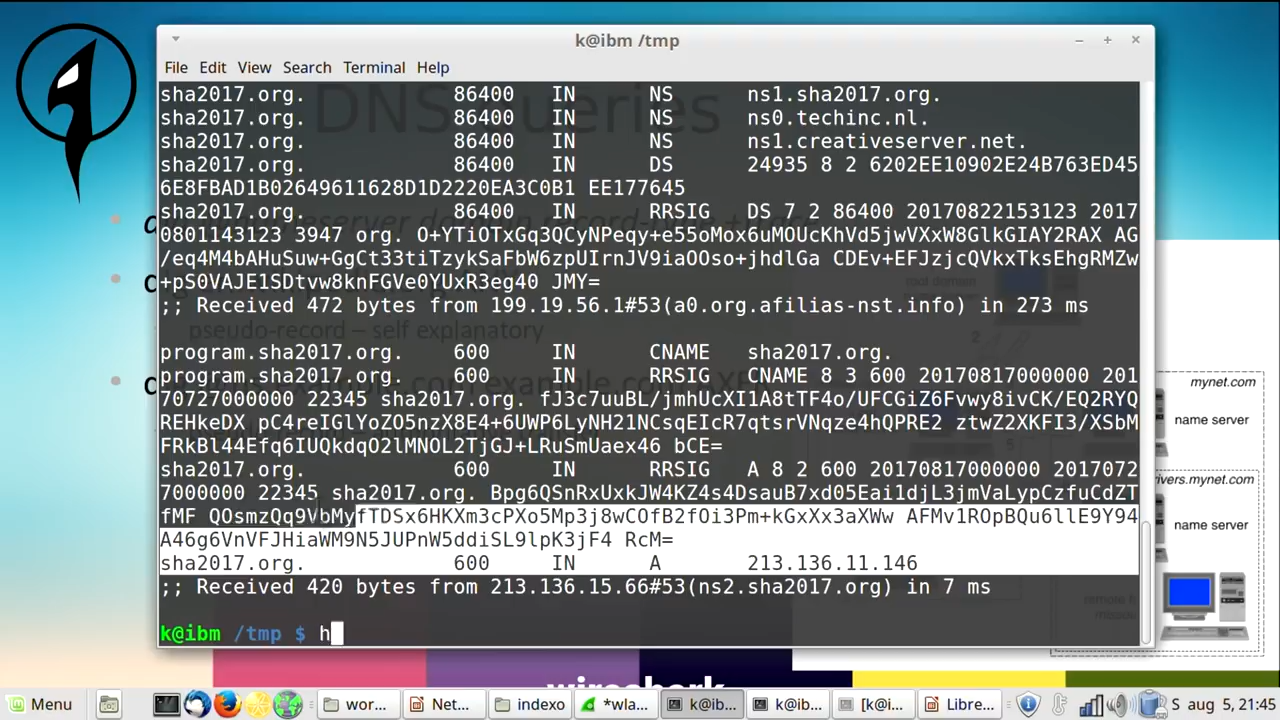 k@ibm /tmp
File Edit View Search Terminal Help
sha2017.org. 86400 IN NS ns1.sha2017.org.
sha2017.org. 86400 IN NS ns0.techinc.nl.
sha2017.org. 86400 IN NS ns1.creativeserver.net.
sha2017.org. 86400 IN DS 24935 8 2 6202EE10902E24B763ED45
6E8FBAD1B02649611628D1D2220EA3C0B1 EE177645
sha2017.org. 86400 IN RRSIG DS 7 2 86400 20170822153123 2017
0801143123 3947 org. O+YTiOTxGq3QCyNPeqy+e55oMox6uMOUcKhVd5jwVXxW8GlkGIAY2RAX AG
/eq4M4bAHuSuw+GgCt33tiTzykSaFbW6zpUIrnJV9iaOOso+jhdlGa CDEv+EFJzjcQVkxTksEhgRMZw
+pS0VAJE1SDtvw8knFGVe0YUxR3eg40 JMY=
;; Received 472 bytes from 199.19.56.1#53(a0.org.afilias-nst.info) in 273 ms
program.sha2017.org. 600 IN CNAME sha2017.org.
program.sha2017.org. 600 IN RRSIG CNAME 8 3 600 20170817000000 201
70727000000 22345 sha2017.org. fJ3c7uuBL/jmhUcXI1A8tTF4o/UFCGiZ6Fvwy8ivCK/EQ2RYQ
REHkeDX pC4reIGlYoZO5nzX8E4+6UWP6LyNH21NCsqEIcR7qtsrVNqze4hQPRE2 ztwZ2XKFI3/XSbM
FRkBl44Efq6IUQkdqO2lMNOL2TjGJ+LRuSmUaex46 bCE=
sha2017.org. 600 IN RRSIG A 8 2 600 20170817000000 2017072
7000000 22345 sha2017.org. Bpg6QSnRxUxkJW4KZ4s4DsauB7xd05Eai1djL3jmVaLypCzfuCdZT
fMF QOsmzQq9VbMyfTDSx6HKXm3cPXo5Mp3j8wCOfB2fOi3Pm+kGxXx3aXWw AFMv1ROpBQu6llE9Y94
A46g6VnVFJHiaWM9N5JUPnW5ddiSL9lpK3jF4 RcM=
sha2017.org. 600 IN A 213.136.11.146
;; Received 420 bytes from 213.136.15.66#53(ns2.sha2017.org) in 7 ms
k@ibm /tmp $ h
DNS queries
pseudo-record – self explanatory
mynet.com
name server
name server
wireshark
Menu
wor...
Net...
indexo
*wla...
k@ib...
k@ib...
[k@i...
Libre...
S aug 5, 21:45